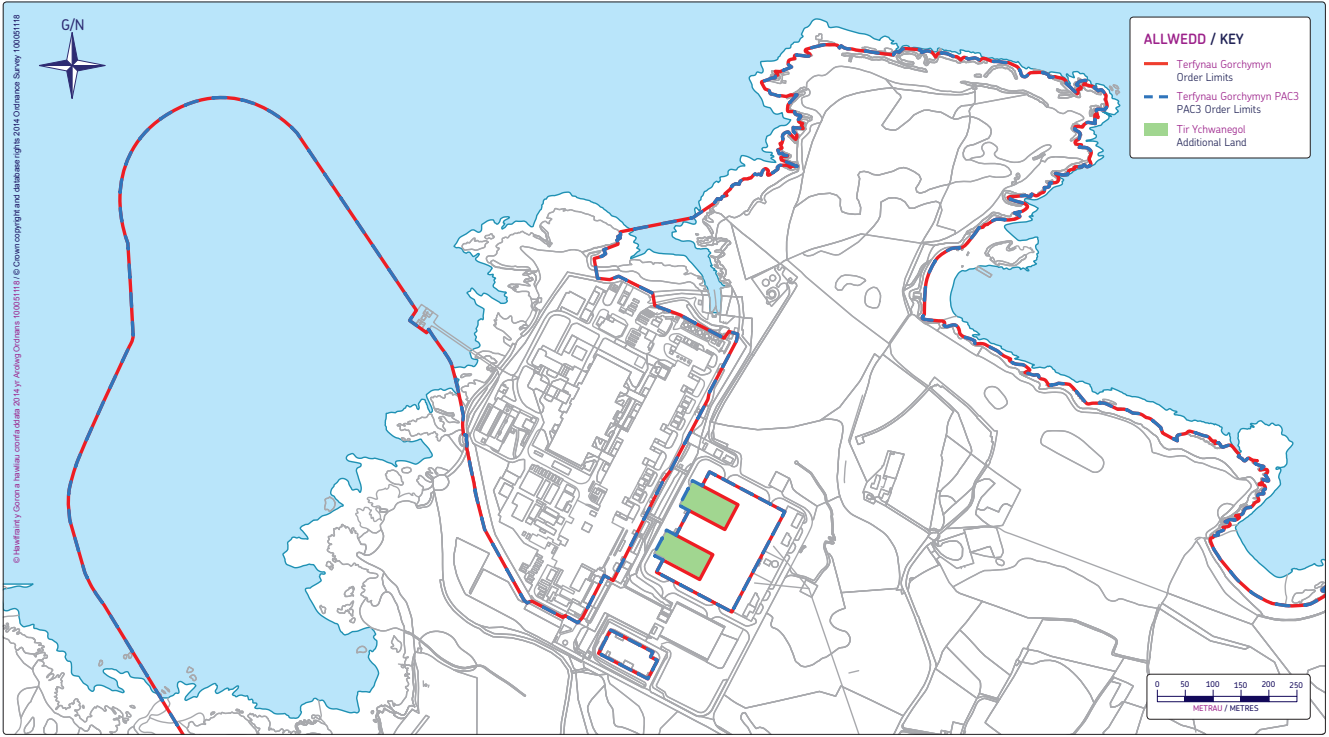 G/N
© Hawlfrainty Goron a hawliau cronfa ddata 2014 yr Arolwg Ordnans 100051118 / © Crown copyright and database rights 2014 Ordnance Survey 100051118
ALLWEDD / KEY
Terfynau Gorchymyn
Order Limits
Terfynau Gorchymyn PAC3
PAC3 Order Limits
Tir Ychwanegol
Additional Land
0 50 100 150 200 250
METRAU / METRES